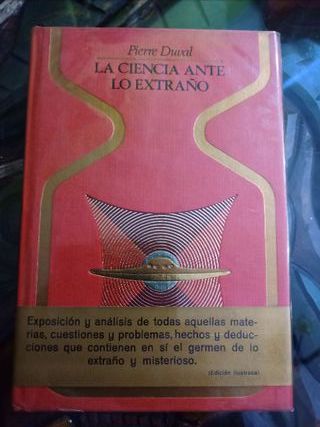 Pierre Duval
LA CIENCIA ANTE
LO EXTRAÑO
Exposición y análisis de todas aquellas mate-
rias, cuestiones y problemas, hechos y deduc-
ciones que contienen en sí el germen de lo
extraño y misterioso.
(Edición ilustrada)